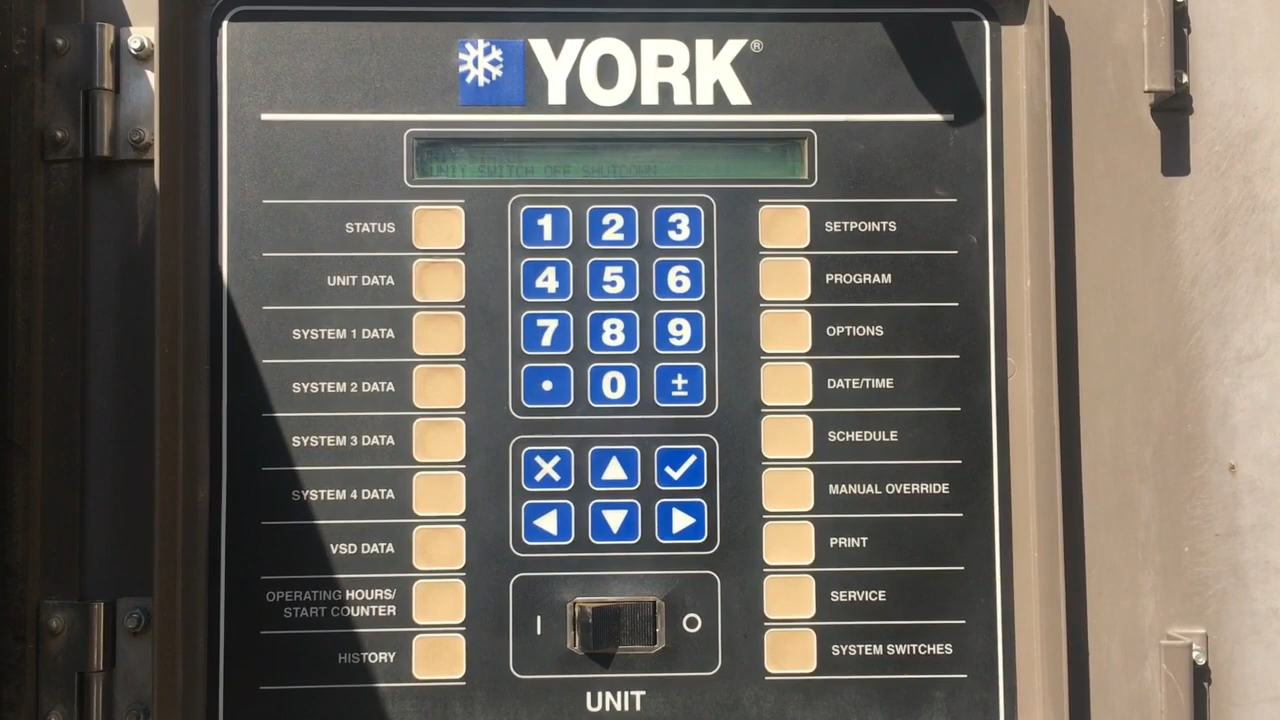 YORK®
UNIT SWITCH OFF SHUTDOWN
STATUS
UNIT DATA
SYSTEM 1 DATA
SYSTEM 2 DATA
SYSTEM 3 DATA
SYSTEM 4 DATA
VSD DATA
OPERATING HOURS/
START COUNTER
HISTORY
1 2 3
4 5 6
7 8 9
• 0 ±
I O
UNIT
SETPOINTS
PROGRAM
OPTIONS
DATE/TIME
SCHEDULE
MANUAL OVERRIDE
PRINT
SERVICE
SYSTEM SWITCHES